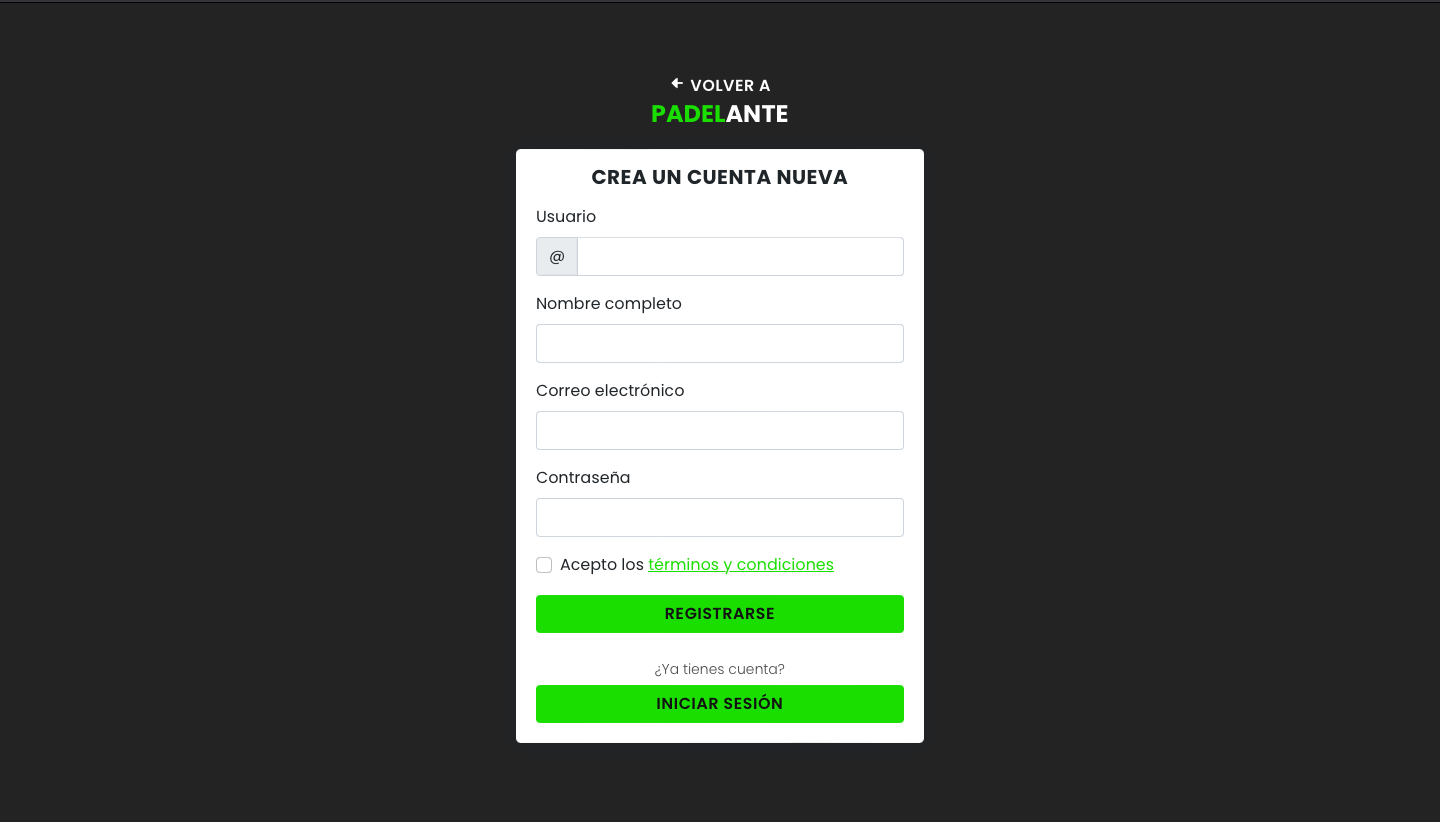 VOLVER A
PADELANTE
CREA UN CUENTA NUEVA
Usuario
@
Nombre completo
Correo electrónico
Contraseña
Acepto los términos y condiciones
REGISTRARSE
¿Ya tienes cuenta?
INICIAR SESIÓN